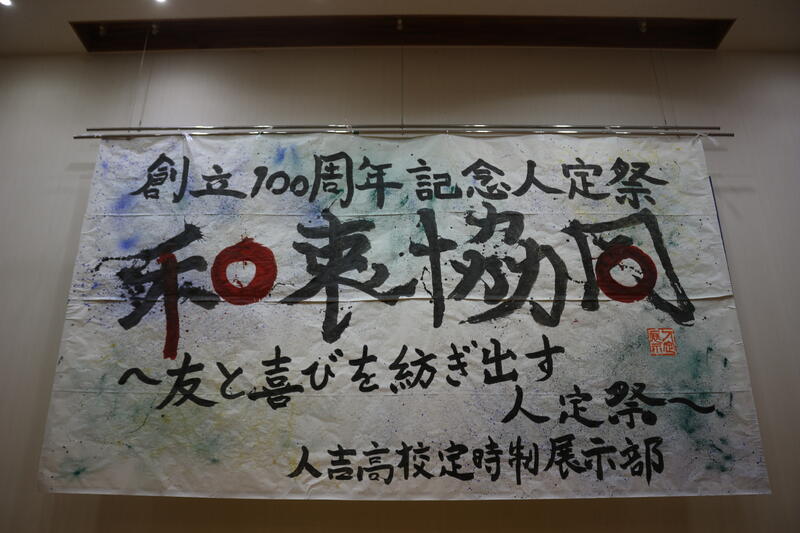 創立100周年記念人定祭
和衷協同
～友と喜びを紡ぎ出す
人定祭～
人吉高校定時制展示部